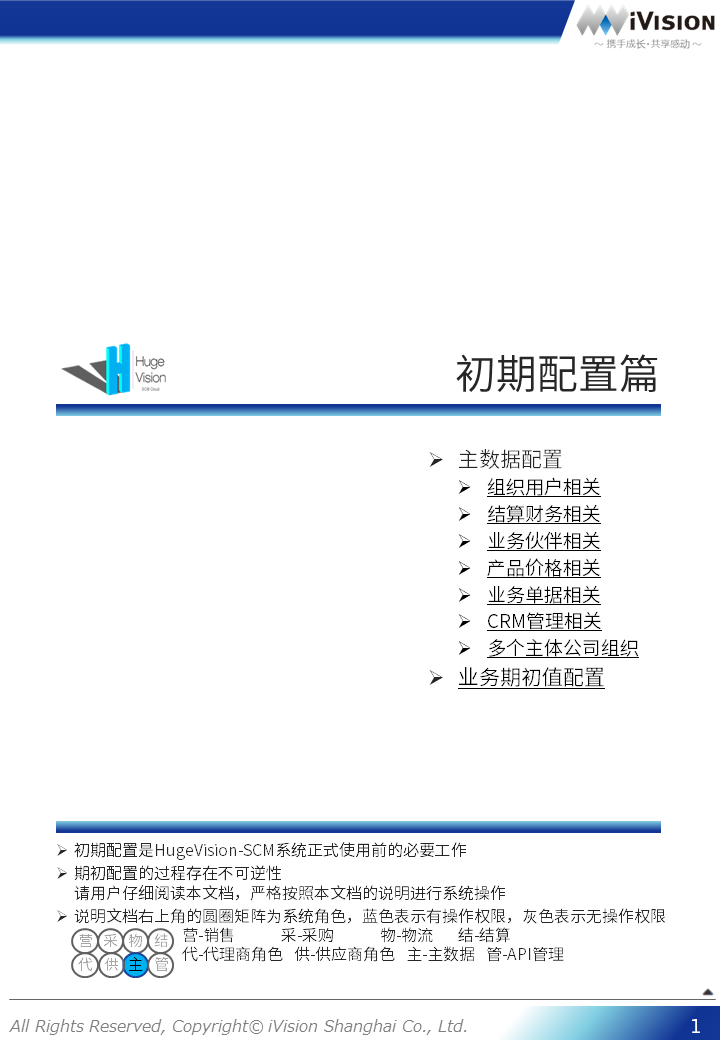 iVISION
～ 携手成长·共享感动 ～
Huge
Vision
SCM Cloud
初期配置篇
主数据配置
组织用户相关
结算财务相关
业务伙伴相关
产品价格相关
业务单据相关
CRM管理相关
多个主体公司组织
业务期初值配置
初期配置是HugeVision-SCM系统正式使用前的必要工作
期初配置的过程存在不可逆性
请用户仔细阅读本文档，严格按照本文档的说明进行系统操作
说明文档右上角的圆圈矩阵为系统角色，蓝色表示有操作权限，灰色表示无操作权限
营 采 物 结 营-销售 采-采购 物-物流 结-结算
代 供 主 管 代-代理商角色 供-供应商角色 主-主数据 管-API管理
All Rights Reserved, Copyright© iVision Shanghai Co., Ltd.
1